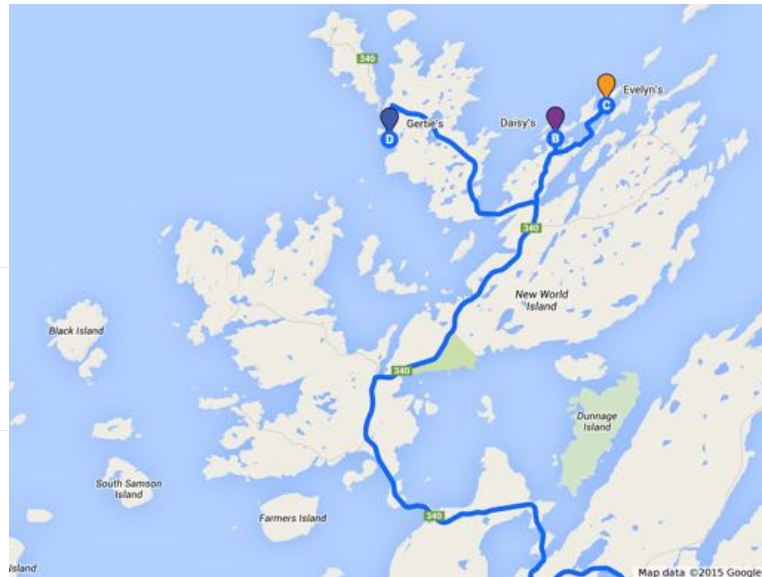 340
Evelyn's
C
Daisy's
B
Gertie's
D
340
New World
Island
Black Island
340
Dunnage
Island
South Samson
Island
Farmers Island
340
Island
Map data ©2015 Google